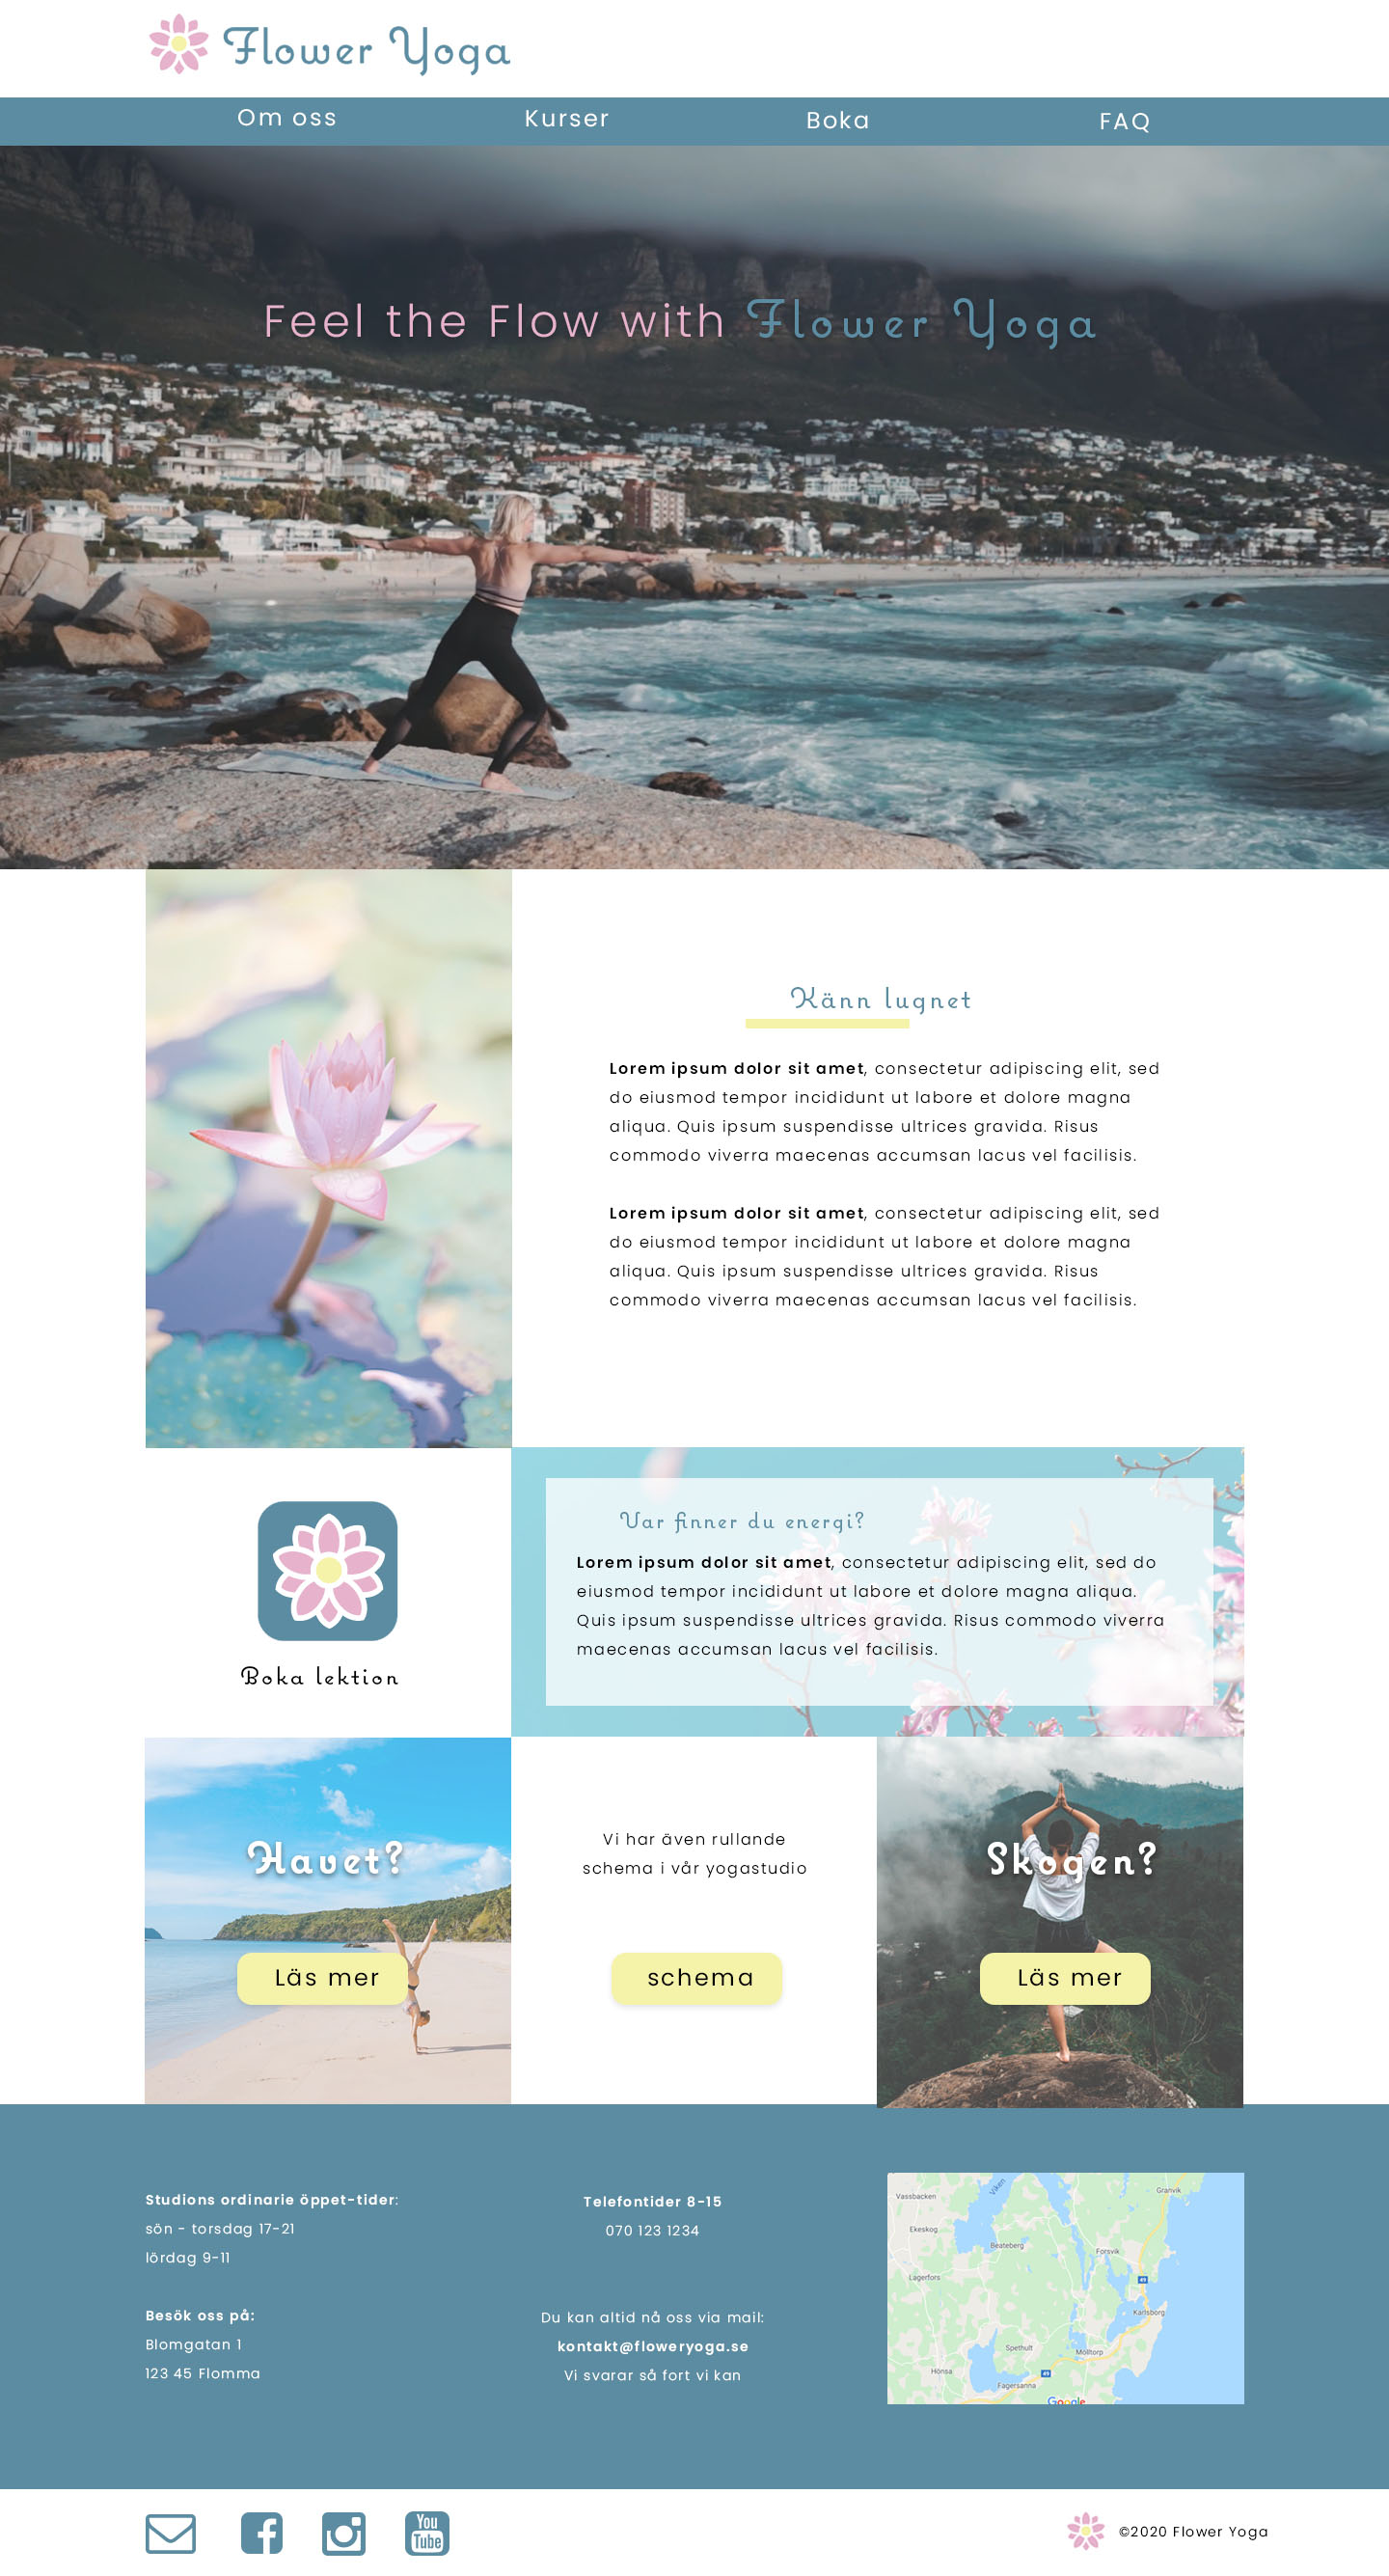 Flower Yoga
Om oss
Kurser
Boka
FAQ
Feel the Flow with Flower Yoga
Känn lugnet
Lorem ipsum dolor sit amet, consectetur adipiscing elit, sed
do eiusmod tempor incididunt ut labore et dolore magna
aliqua. Quis ipsum suspendisse ultrices gravida. Risus
commodo viverra maecenas accumsan lacus vel facilisis.
Lorem ipsum dolor sit amet, consectetur adipiscing elit, sed
do eiusmod tempor incididunt ut labore et dolore magna
aliqua. Quis ipsum suspendisse ultrices gravida. Risus
commodo viverra maecenas accumsan lacus vel facilisis.
Boka lektion
Var finner du energi?
Lorem ipsum dolor sit amet, consectetur adipiscing elit, sed do
eiusmod tempor incididunt ut labore et dolore magna aliqua.
Quis ipsum suspendisse ultrices gravida. Risus commodo viverra
maecenas accumsan lacus vel facilisis.
Havet?
Läs mer
Vi har även rullande
schema i vår yogastudio
schema
Skogen?
Läs mer
Studions ordinarie öppet-tider:
sön - torsdag 17-21
lördag 9-11
Besök oss på:
Blomgatan 1
123 45 Flomma
Telefontider 8-15
070 123 1234
Du kan altid nå oss via mail:
kontakt@floweryoga.se
Vi svarar så fort vi kan
Vassbacken
Viken
Granvik
Ekeskog
Beateberg
Forsvik
Lagerfors
49
Karlsborg
Spethult
Mölltorp
Hönsa
49
Fagersanna
Google
You
Tube
©2020 Flower Yoga